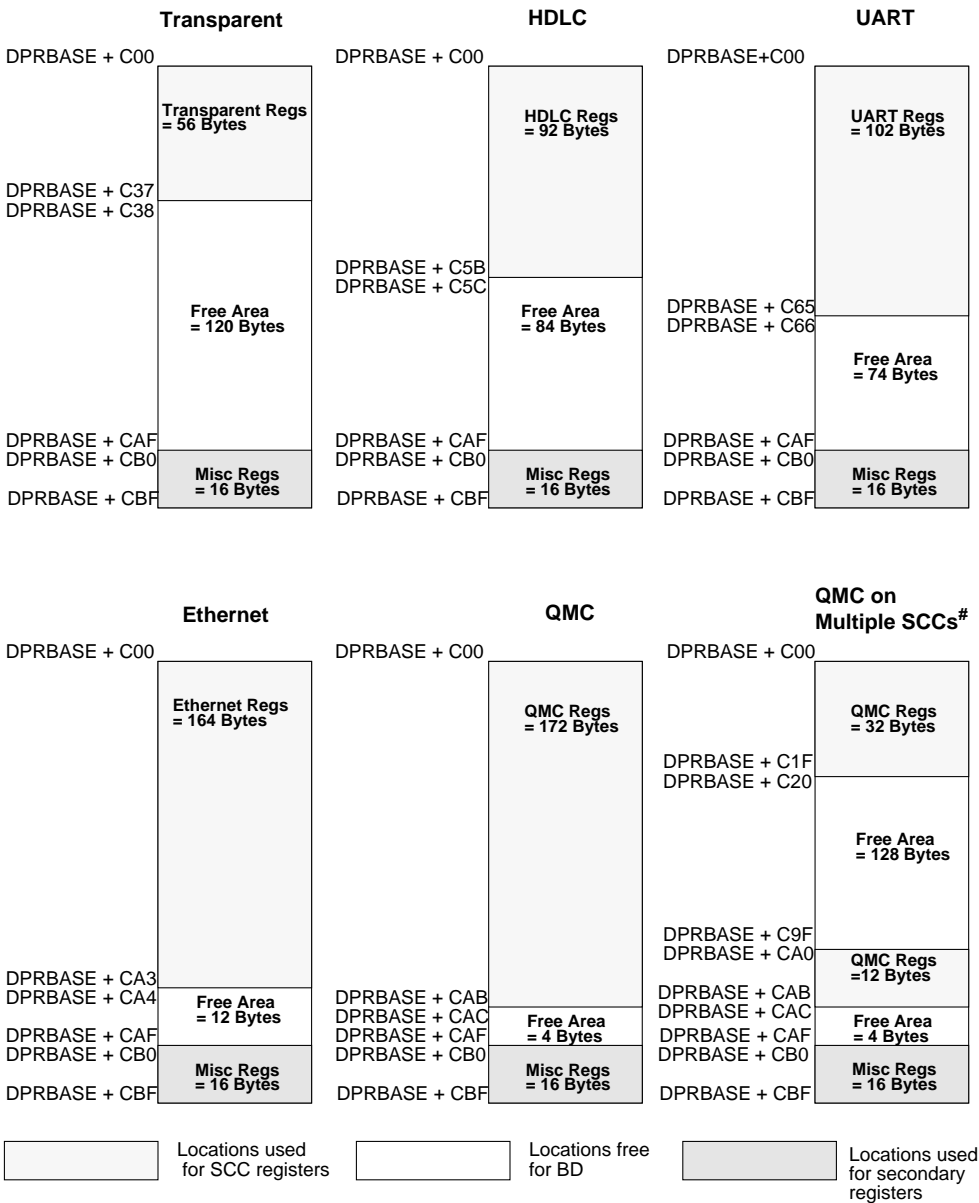 Transparent
DPRBASE + C00
Transparent Regs
= 56 Bytes
DPRBASE + C37
DPRBASE + C38
Free Area
= 120 Bytes
DPRBASE + CAF
DPRBASE + CB0
Misc Regs
= 16 Bytes
DPRBASE + CBF
HDLC
DPRBASE + C00
HDLC Regs
= 92 Bytes
DPRBASE + C5B
DPRBASE + C5C
Free Area
= 84 Bytes
DPRBASE + CAF
DPRBASE + CB0
Misc Regs
= 16 Bytes
DPRBASE + CBF
UART
DPRBASE+C00
UART Regs
= 102 Bytes
DPRBASE + C65
DPRBASE + C66
Free Area
= 74 Bytes
DPRBASE + CAF
DPRBASE + CB0
Misc Regs
= 16 Bytes
DPRBASE + CBF
Ethernet
DPRBASE + C00
Ethernet Regs
= 164 Bytes
DPRBASE + CA3
DPRBASE + CA4
Free Area
= 12 Bytes
DPRBASE + CAF
DPRBASE + CB0
Misc Regs
= 16 Bytes
DPRBASE + CBF
QMC
DPRBASE + C00
QMC Regs
= 172 Bytes
DPRBASE + CAB
DPRBASE + CAC
Free Area
= 4 Bytes
DPRBASE + CAF
DPRBASE + CB0
Misc Regs
= 16 Bytes
DPRBASE + CBF
QMC on
Multiple SCCs#
DPRBASE + C00
QMC Regs
= 32 Bytes
DPRBASE + C1F
DPRBASE + C20
Free Area
= 128 Bytes
DPRBASE + C9F
DPRBASE + CA0
QMC Regs
=12 Bytes
DPRBASE + CAB
DPRBASE + CAC
Free Area
= 4 Bytes
DPRBASE + CAF
DPRBASE + CB0
Misc Regs
= 16 Bytes
DPRBASE + CBF
Locations used
for SCC registers
Locations free
for BD
Locations used
for secondary
registers